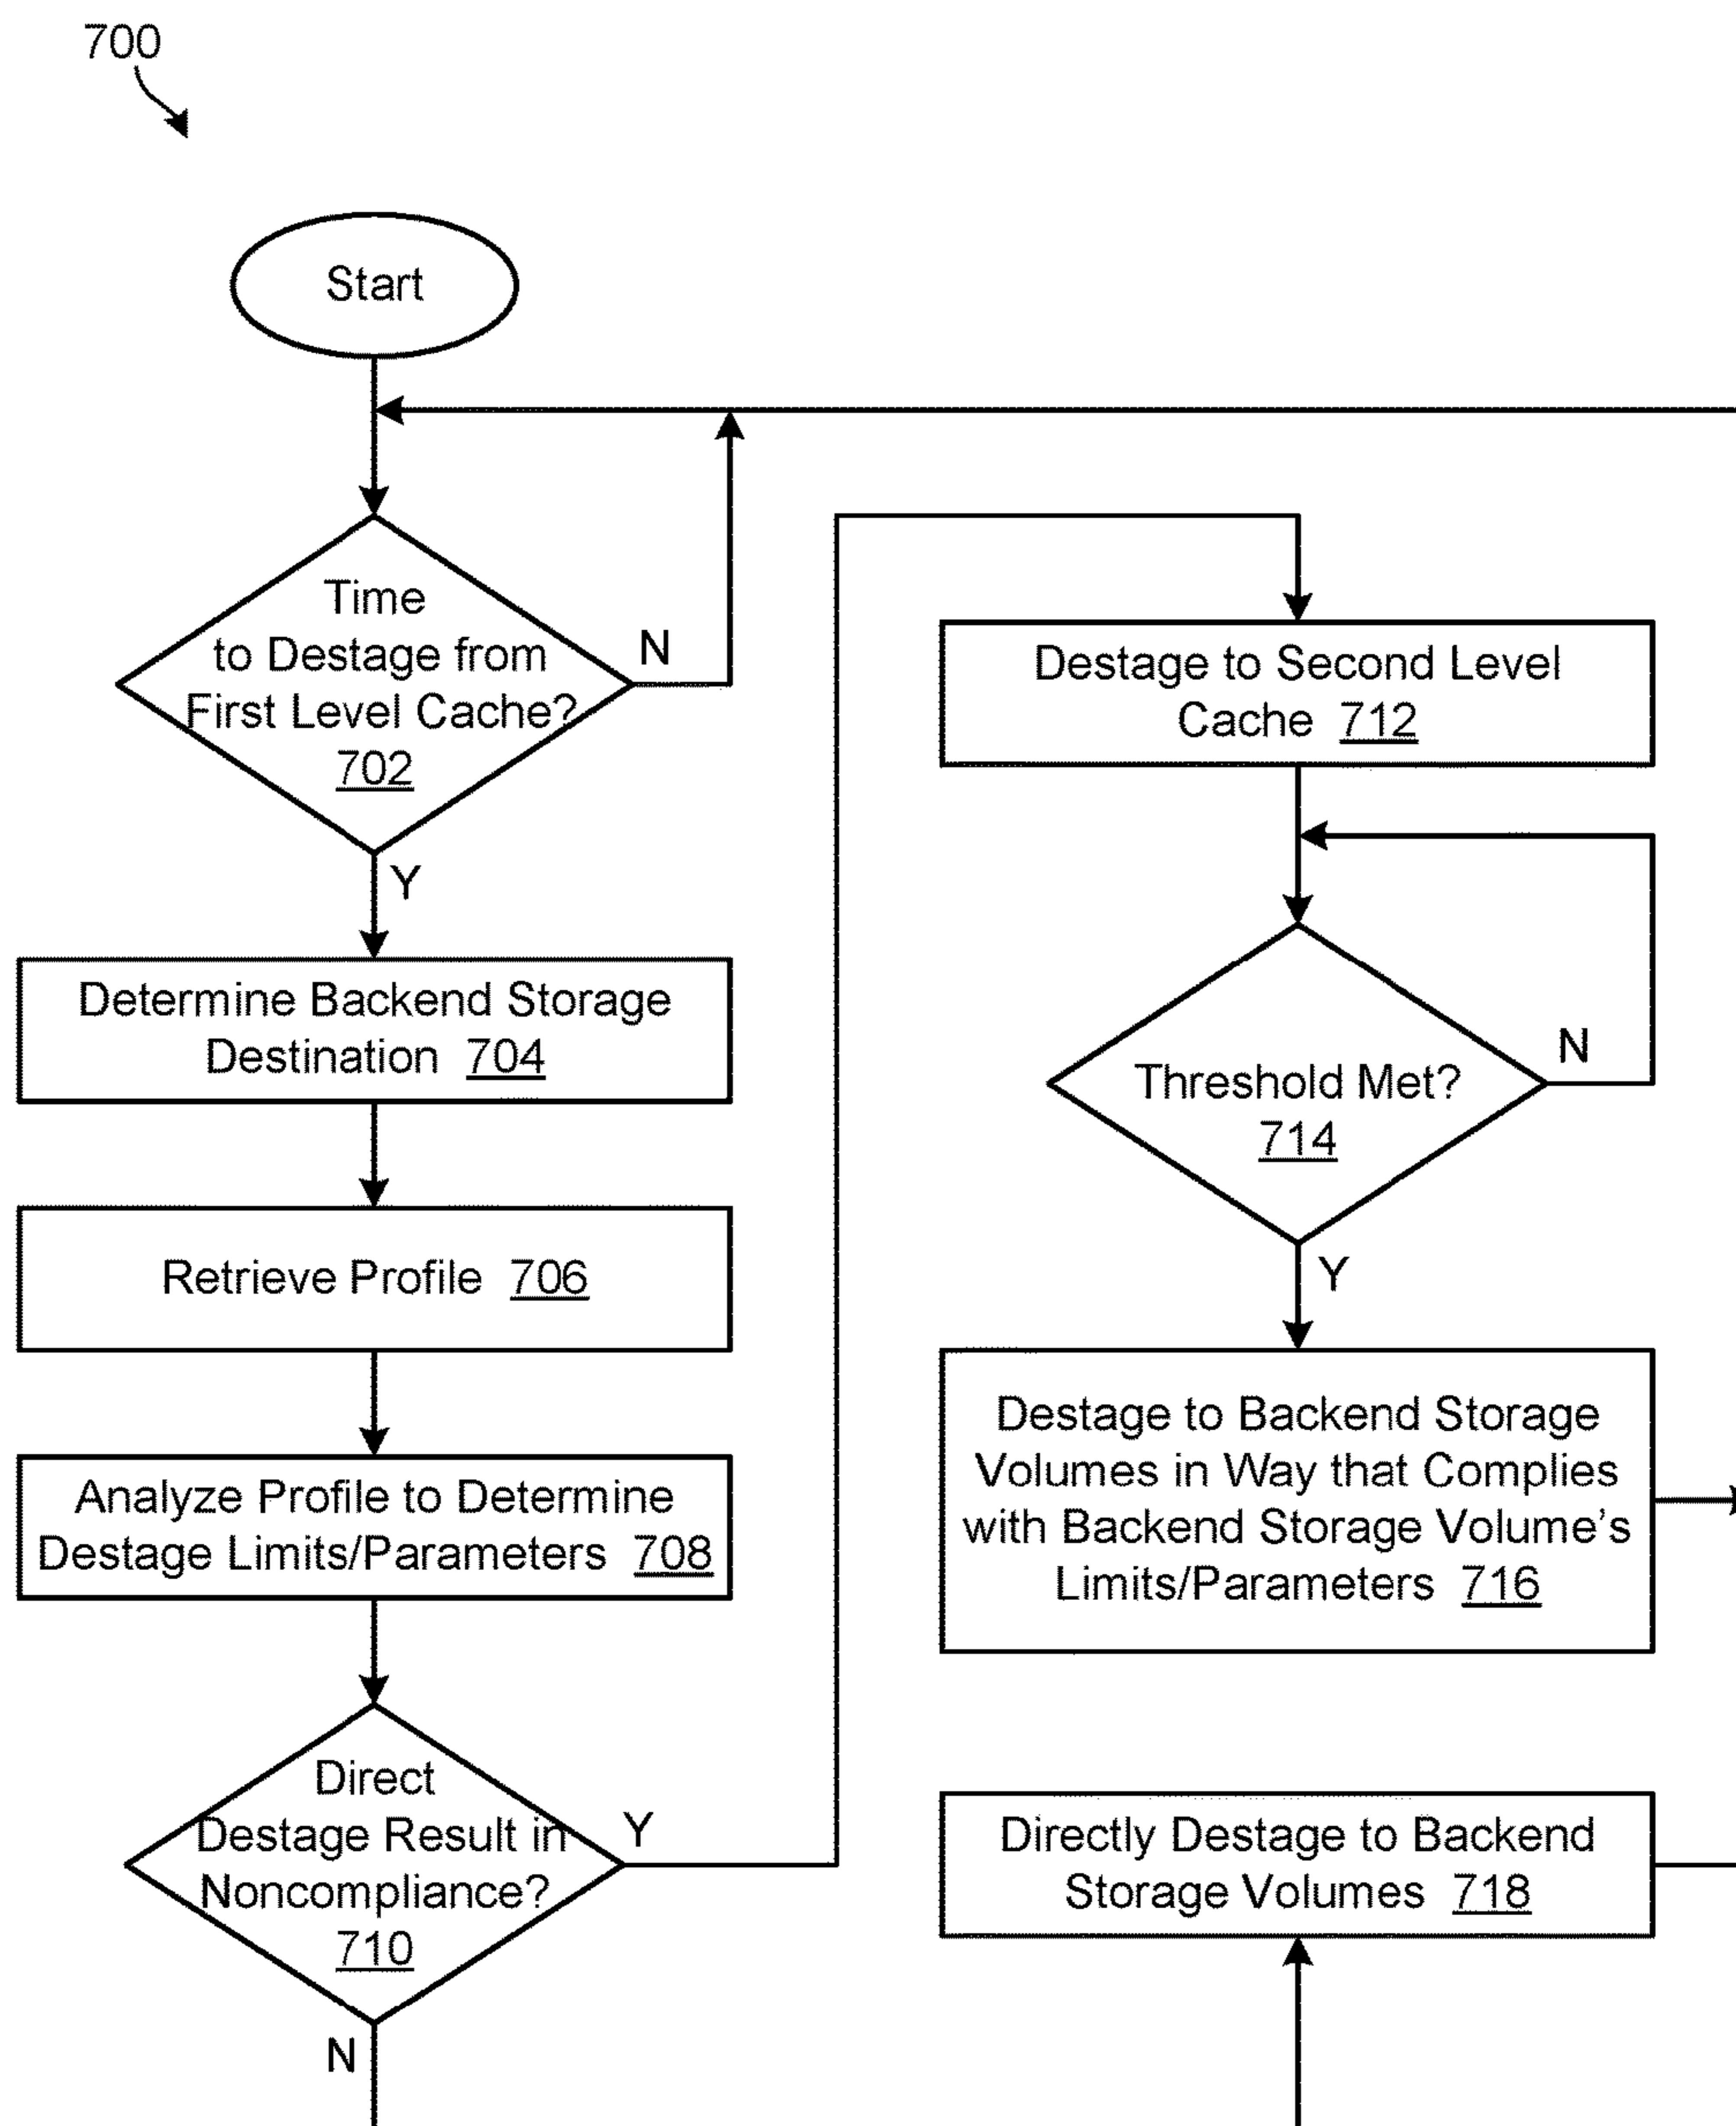 700
Start
Time
to Destage from
First Level Cache?
702
N
Y
Determine Backend Storage
Destination 704
Retrieve Profile 706
Analyze Profile to Determine
Destage Limits/Parameters 708
Direct
Destage Result in
Noncompliance?
710
Y
N
Destage to Second Level
Cache 712
Threshold Met?
714
N
Y
Destage to Backend Storage
Volumes in Way that Complies
with Backend Storage Volume's
Limits/Parameters 716
Directly Destage to Backend
Storage Volumes 718